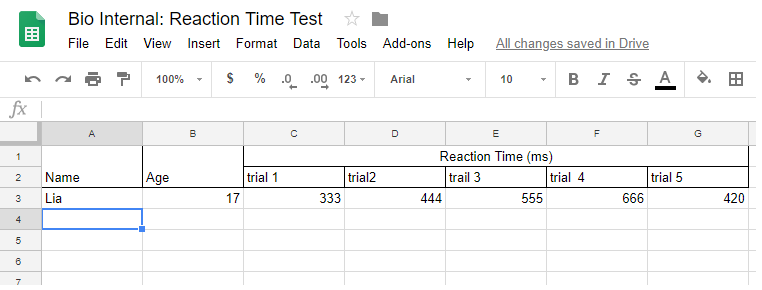 Bio Internal: Reaction Time Test
File Edit View Insert Format Data Tools Add-ons Help All changes saved in Drive
100% $ % .0 .00 123 Arial 10 B I S A
fx
A B C D E F G
1 Reaction Time (ms)
2 Name Age trial 1 trial2 trail 3 trial 4 trial 5
3 Lia 17 333 444 555 666 420
4
5
6
7